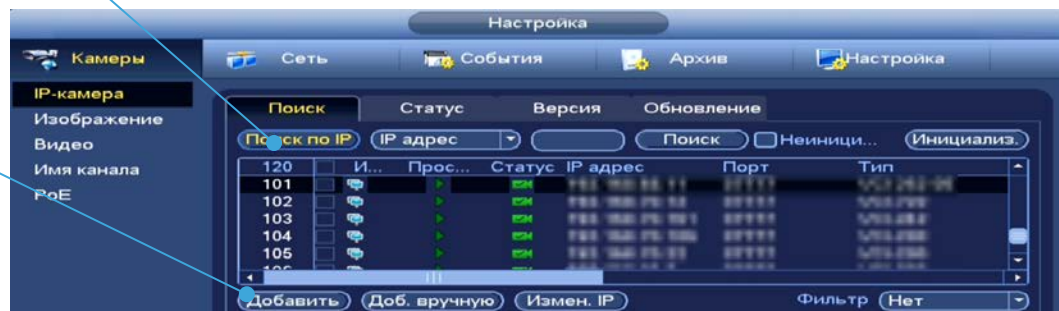 Настройка
Камеры Сеть События Архив Настройка
IP-камера
Изображение
Видео
Имя канала
PoE
Поиск Статус Версия Обновление
Поиск по IP IP адрес Поиск Неиници... Инициализ.
120 И... Прос... Статус IP адрес Порт Тип
101
102
103
104
105
106
Добавить Доб. вручную Измен. IP Фильтр Нет